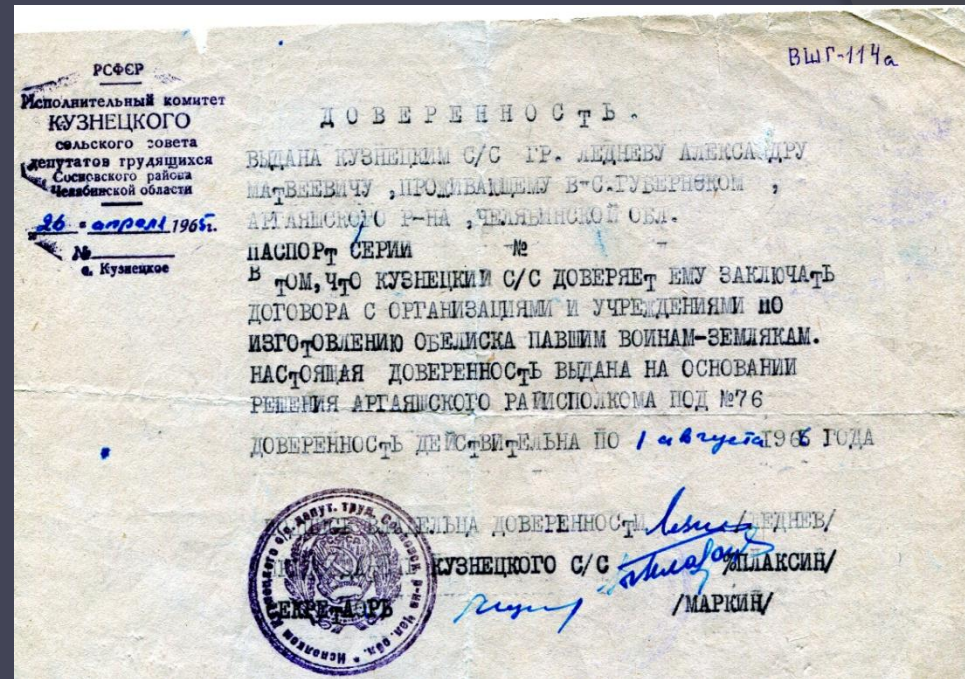 ВШГ-114а
РСФСР
Исполнительный комитет
КУЗНЕЦКОГО
сельского совета
депутатов трудящихся
Сосновского района
Челябинской области
"26" апреля 1965г.
№
с. Кузнецкое
ДОВЕРЕННОСТЬ.
ВЫДАНА КУЗНЕЦКИМ С/С ГР. ЛЕДНЕВУ АЛЕКСАНДРУ
МАТВЕЕВИЧУ ,ПРОЖИВАЮЩЕМУ В-С.ГУБЕРНСКОМ ,
АРГАЯШСКОГО Р-НА ,ЧЕЛЯБИНСКОЙ ОБЛ.
ПАСПОРТ СЕРИИ № -
В ТОМ,ЧТО КУЗНЕЦКИЙ С/С ДОВЕРЯЕТ ЕМУ ЗАКЛЮЧАТЬ
ДОГОВОРА С ОРГАНИЗАЦИЯМИ И УЧРЕЖДЕНИЯМИ ПО
ИЗГОТОВЛЕНИЮ ОБЕЛИСКА ПАВШИМ ВОИНАМ-ЗЕМЛЯКАМ.
НАСТОЯЩАЯ ДОВЕРЕННОСТЬ ВЫДАНА НА ОСНОВАНИИ
РЕШЕНИЯ АРГАЯШСКОГО РАЙИСПОЛКОМА ПОД №76
ДОВЕРЕННОСТЬ ДЕЙСТВИТЕЛЬНА ПО 1 августа 1966 ГОДА
ДОВЕРЕННОСТИ /ЛЕДНЕВ/
КУЗНЕЦКОГО С/С /ПЛАКСИН/
СЕКРЕТАРЬ /МАРКИН/